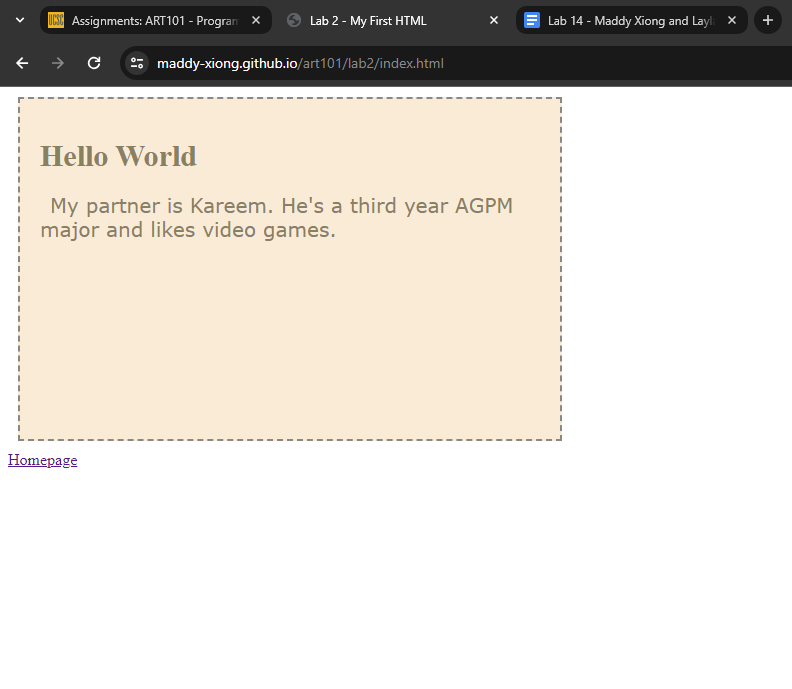 UCSC Assignments: ART101 - Program
Lab 2 - My First HTML
Lab 14 - Maddy Xiong and Layl
maddy-xiong.github.io/art101/lab2/index.html
Hello World
My partner is Kareem. He's a third year AGPM
major and likes video games.
Homepage